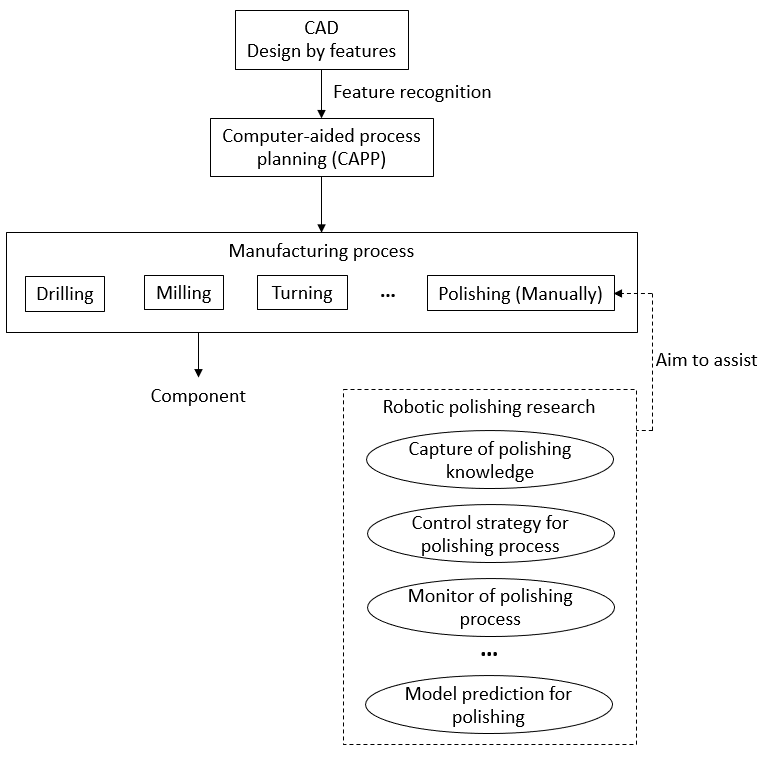 CAD
Design by features
Feature recognition
Computer-aided process
planning (CAPP)
Manufacturing process
Drilling
Milling
Turning
...
Polishing (Manually)
Aim to assist
Component
Robotic polishing research
Capture of polishing
knowledge
Control strategy for
polishing process
Monitor of polishing
process
...
Model prediction for
polishing